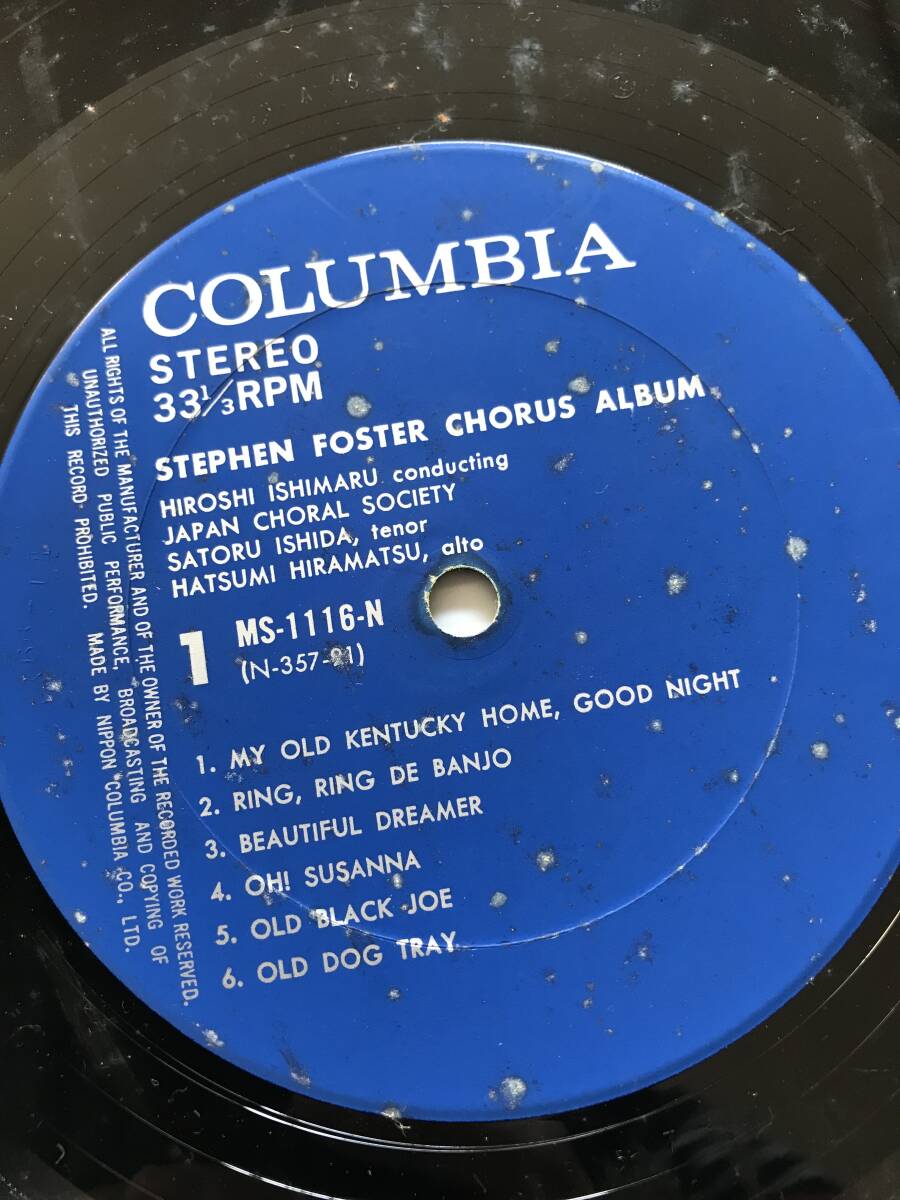 COLUMBIA
STEREO
33⅓ RPM
STEPHEN FOSTER CHORUS ALBUM
HIROSHI ISHIMARU conducting
JAPAN CHORAL SOCIETY
SATORU ISHIDA, tenor
HATSUMI HIRAMATSU, alto
1
MS-1116-N
1. MY OLD KENTUCKY HOME, GOOD NIGHT
2. RING, RING DE BANJO
3. BEAUTIFUL DREAMER
4. OH! SUSANNA
5. OLD BLACK JOE
6. OLD DOG TRAY
ALL RIGHTS OF THE MANUFACTURER AND OF THE OWNER OF THE RECORDED WORK RESERVED.
UNAUTHORIZED PUBLIC PERFORMANCE, BROADCASTING AND COPYING OF
THIS RECORD PROHIBITED. MADE BY NIPPON COLUMBIA CO., LTD.